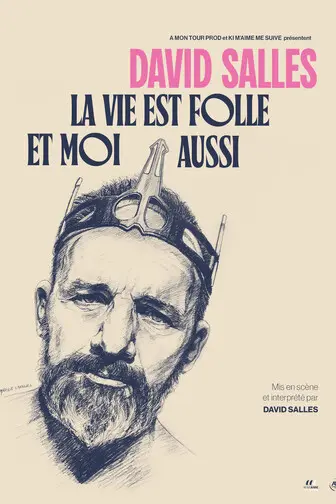 A MON TOUR PROD ET KI M'AIME ME SUIVE présentent
DAVID SALLES
LA VIE EST FOLLE
ET MOI AUSSI
Mis en scène
et interprété par
DAVID SALLES